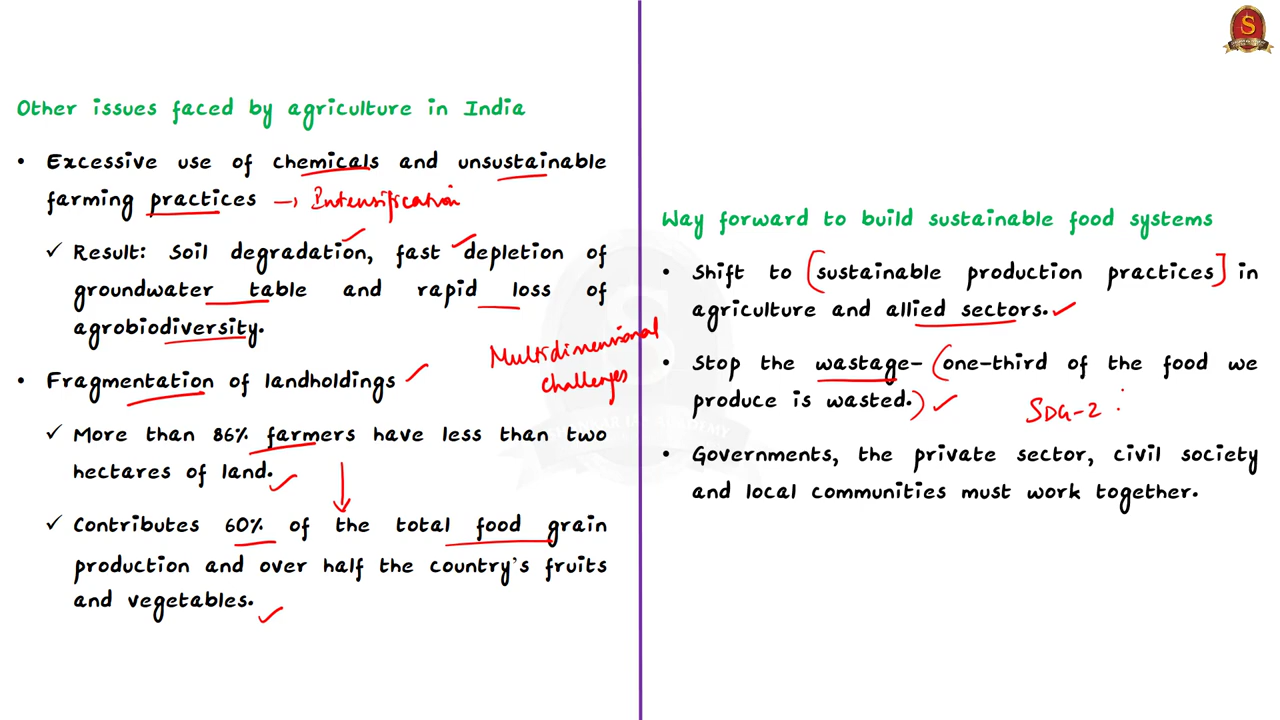 Other issues faced by agriculture in India
• Excessive use of chemicals and unsustainable
farming practices → Intensification
✓ Result: Soil degradation, fast depletion of
groundwater table and rapid loss of
agrobiodiversity.
• Fragmentation of landholdings
Multidimensional
challenges
✓ More than 86% farmers have less than two
hectares of land.
✓ Contributes 60% of the total food grain
production and over half the country's fruits
and vegetables.
Way forward to build sustainable food systems
• Shift to (sustainable production practices] in
agriculture and allied sectors.
• Stop the wastage- (one-third of the food we
produce is wasted.)
SDG-2
• Governments, the private sector, civil society
and local communities must work together.
S